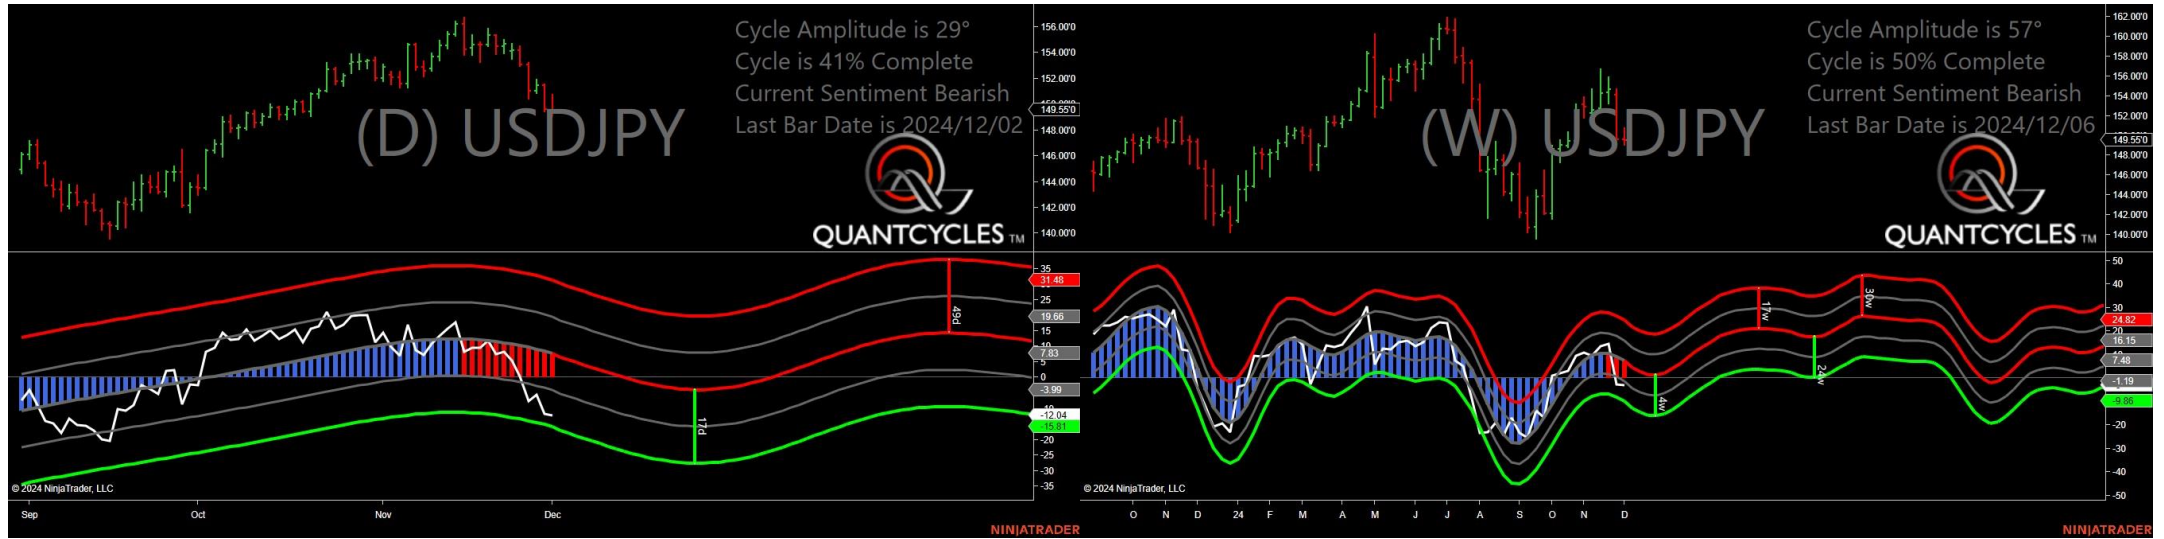 Cycle Amplitude is 29°
Cycle is 41% Complete
Current Sentiment Bearish
Last Bar Date is 2024/12/02
(D) USDJPY
QUANTCYCLES TM
156.00'0
154.00'0
152.00'0
149.55'0
148.00'0
146.00'0
144.00'0
142.00'0
140.00'0
35
31.48
25
19.66
15
10
7.83
5
0
-3.99
-12.04
-15.81
-20
-25
-30
-35
49d
17d
© 2024 NinjaTrader, LLC
Sep Oct Nov Dec
NINJATRADER
Cycle Amplitude is 57°
Cycle is 50% Complete
Current Sentiment Bearish
Last Bar Date is 2024/12/06
(W) USDJPY
QUANTCYCLES TM
162.00'0
160.00'0
158.00'0
156.00'0
154.00'0
152.00'0
149.55'0
148.00'0
146.00'0
144.00'0
142.00'0
140.00'0
50
40
30
24.82
20
16.15
7.48
-1.19
-9.86
-20
-30
-40
-50
17w
30w
24w
4w
© 2024 NinjaTrader, LLC
O N D 24 F M A M J J A S O N D
NINJATRADER